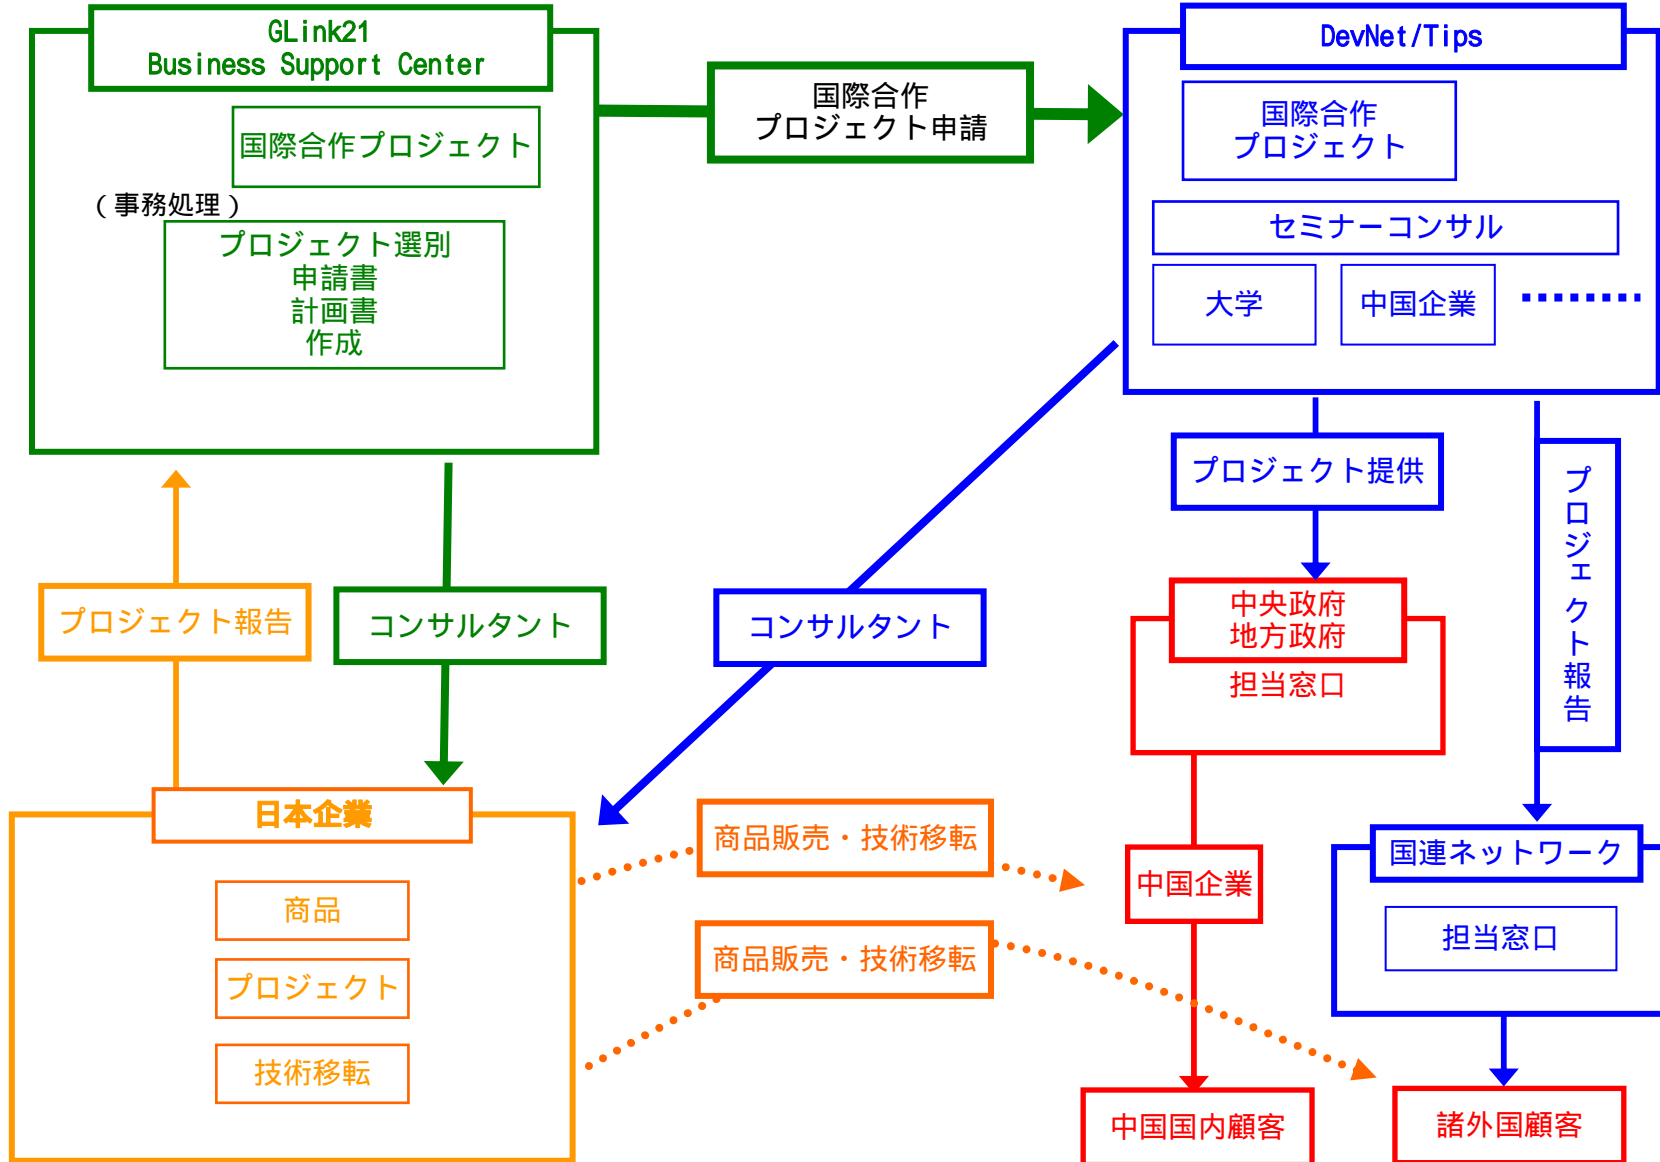 GLink21
Business Support Center
国際合作プロジェクト
(事務処理)
プロジェクト選別
申請書
計画書
作成
国際合作
プロジェクト申請
DevNet/Tips
国際合作
プロジェクト
セミナーコンサル
大学
中国企業
プロジェクト提供
プロジェクト報告
中央政府
地方政府
担当窓口
プロジェクト報告
コンサルタント
コンサルタント
日本企業
商品
プロジェクト
技術移転
商品販売・技術移転
商品販売・技術移転
中国企業
国連ネットワーク
担当窓口
中国国内顧客
諸外国顧客